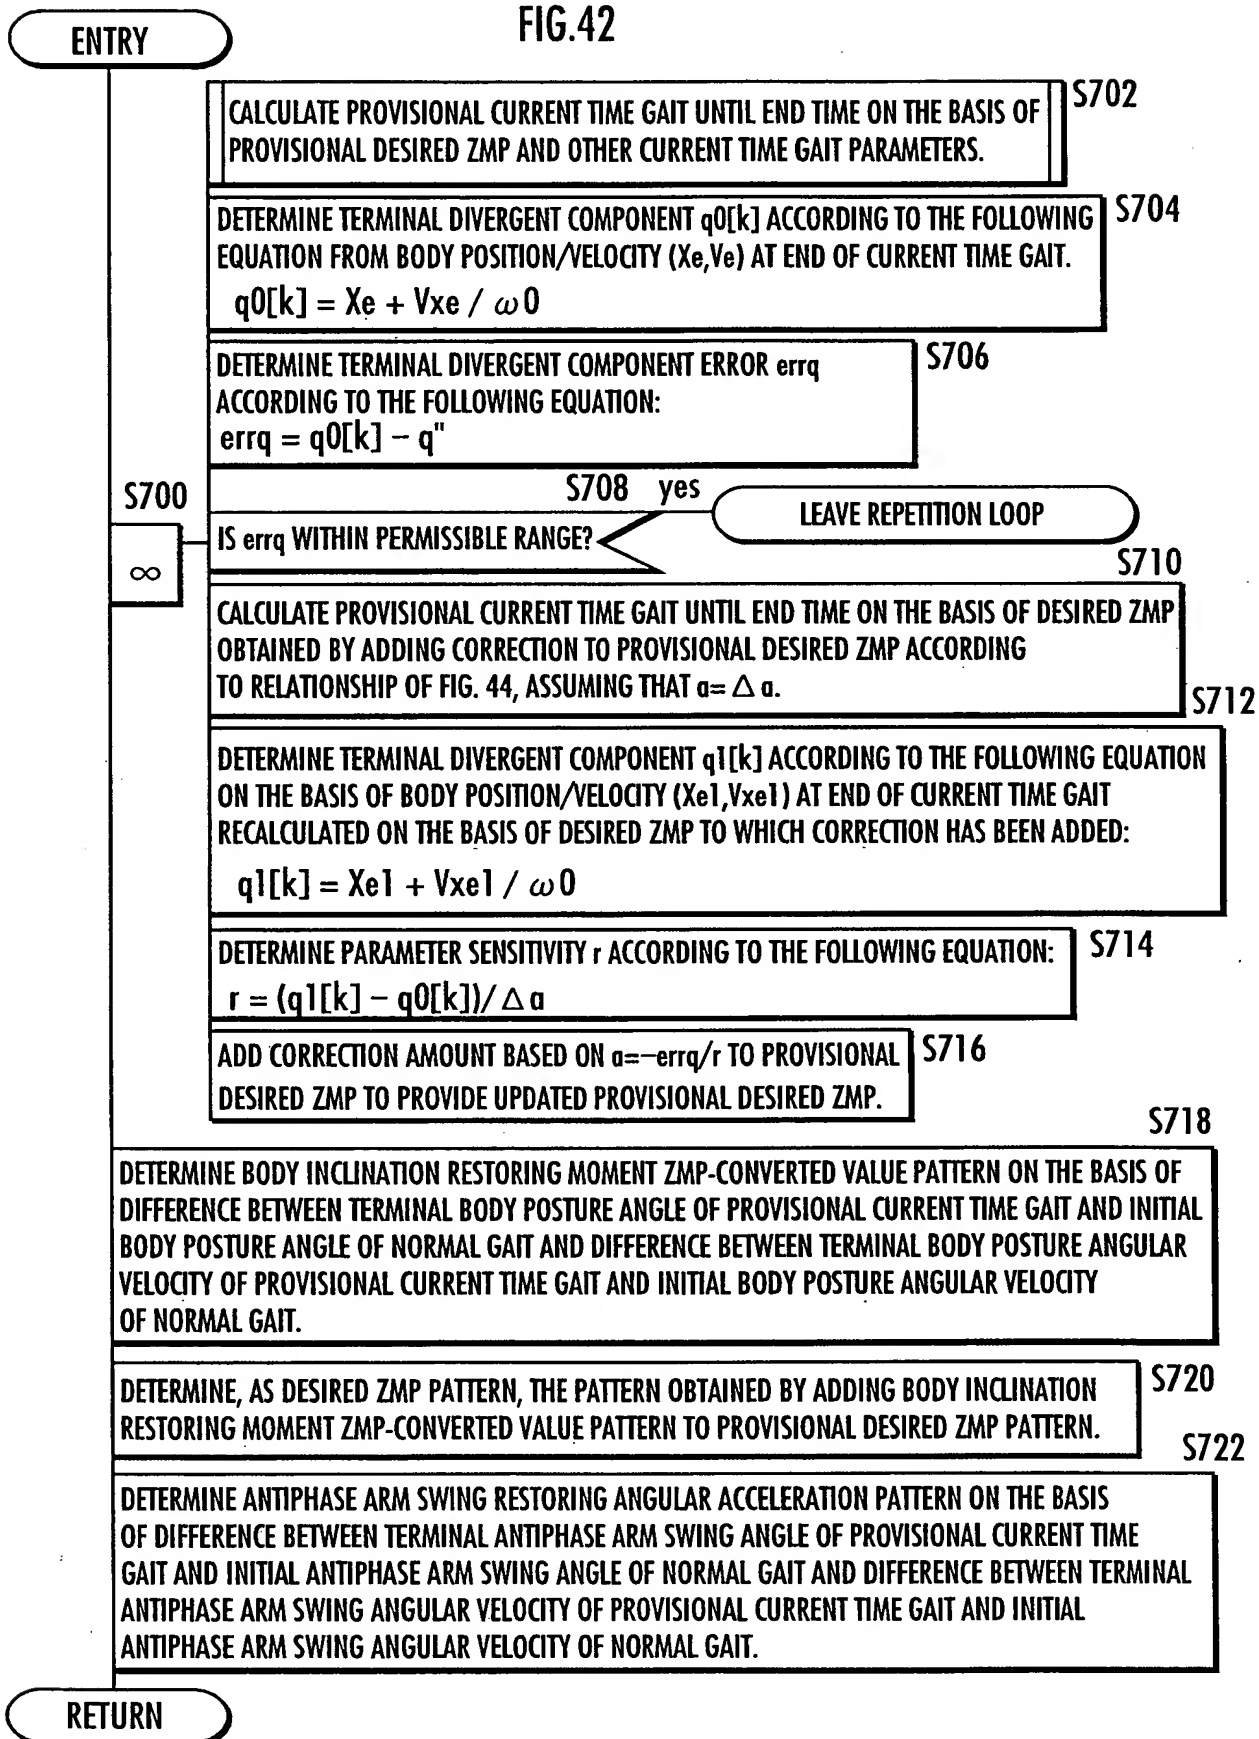 FIG.42
ENTRY
S702
CALCULATE PROVISIONAL CURRENT TIME GAIT UNTIL END TIME ON THE BASIS OF
PROVISIONAL DESIRED ZMP AND OTHER CURRENT TIME GAIT PARAMETERS.
S704
DETERMINE TERMINAL DIVERGENT COMPONENT q0[k] ACCORDING TO THE FOLLOWING
EQUATION FROM BODY POSITION/VELOCITY (Xe,Ve) AT END OF CURRENT TIME GAIT.
q0[k] = Xe + Vxe / ω0
S706
DETERMINE TERMINAL DIVERGENT COMPONENT ERROR errq
ACCORDING TO THE FOLLOWING EQUATION:
errq = q0[k] − q"
S700
∞
S708 yes
IS errq WITHIN PERMISSIBLE RANGE?
LEAVE REPETITION LOOP
S710
CALCULATE PROVISIONAL CURRENT TIME GAIT UNTIL END TIME ON THE BASIS OF DESIRED ZMP
OBTAINED BY ADDING CORRECTION TO PROVISIONAL DESIRED ZMP ACCORDING
TO RELATIONSHIP OF FIG. 44, ASSUMING THAT a= Δ a.
S712
DETERMINE TERMINAL DIVERGENT COMPONENT q1[k] ACCORDING TO THE FOLLOWING EQUATION
ON THE BASIS OF BODY POSITION/VELOCITY (Xe1,Vxe1) AT END OF CURRENT TIME GAIT
RECALCULATED ON THE BASIS OF DESIRED ZMP TO WHICH CORRECTION HAS BEEN ADDED:
q1[k] = Xe1 + Vxe1 / ω0
S714
DETERMINE PARAMETER SENSITIVITY r ACCORDING TO THE FOLLOWING EQUATION:
r = (q1[k] − q0[k])/ Δ a
S716
ADD CORRECTION AMOUNT BASED ON a=−errq/r TO PROVISIONAL
DESIRED ZMP TO PROVIDE UPDATED PROVISIONAL DESIRED ZMP.
S718
DETERMINE BODY INCLINATION RESTORING MOMENT ZMP-CONVERTED VALUE PATTERN ON THE BASIS OF
DIFFERENCE BETWEEN TERMINAL BODY POSTURE ANGLE OF PROVISIONAL CURRENT TIME GAIT AND INITIAL
BODY POSTURE ANGLE OF NORMAL GAIT AND DIFFERENCE BETWEEN TERMINAL BODY POSTURE ANGULAR
VELOCITY OF PROVISIONAL CURRENT TIME GAIT AND INITIAL BODY POSTURE ANGULAR VELOCITY
OF NORMAL GAIT.
S720
DETERMINE, AS DESIRED ZMP PATTERN, THE PATTERN OBTAINED BY ADDING BODY INCLINATION
RESTORING MOMENT ZMP-CONVERTED VALUE PATTERN TO PROVISIONAL DESIRED ZMP PATTERN.
S722
DETERMINE ANTIPHASE ARM SWING RESTORING ANGULAR ACCELERATION PATTERN ON THE BASIS
OF DIFFERENCE BETWEEN TERMINAL ANTIPHASE ARM SWING ANGLE OF PROVISIONAL CURRENT TIME
GAIT AND INITIAL ANTIPHASE ARM SWING ANGLE OF NORMAL GAIT AND DIFFERENCE BETWEEN TERMINAL
ANTIPHASE ARM SWING ANGULAR VELOCITY OF PROVISIONAL CURRENT TIME GAIT AND INITIAL
ANTIPHASE ARM SWING ANGULAR VELOCITY OF NORMAL GAIT.
RETURN